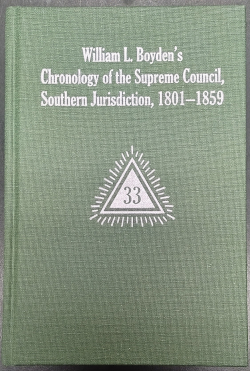 William L. Boyden's
Chronology of the Supreme Council,
Southern Jurisdiction, 1801–1859
33